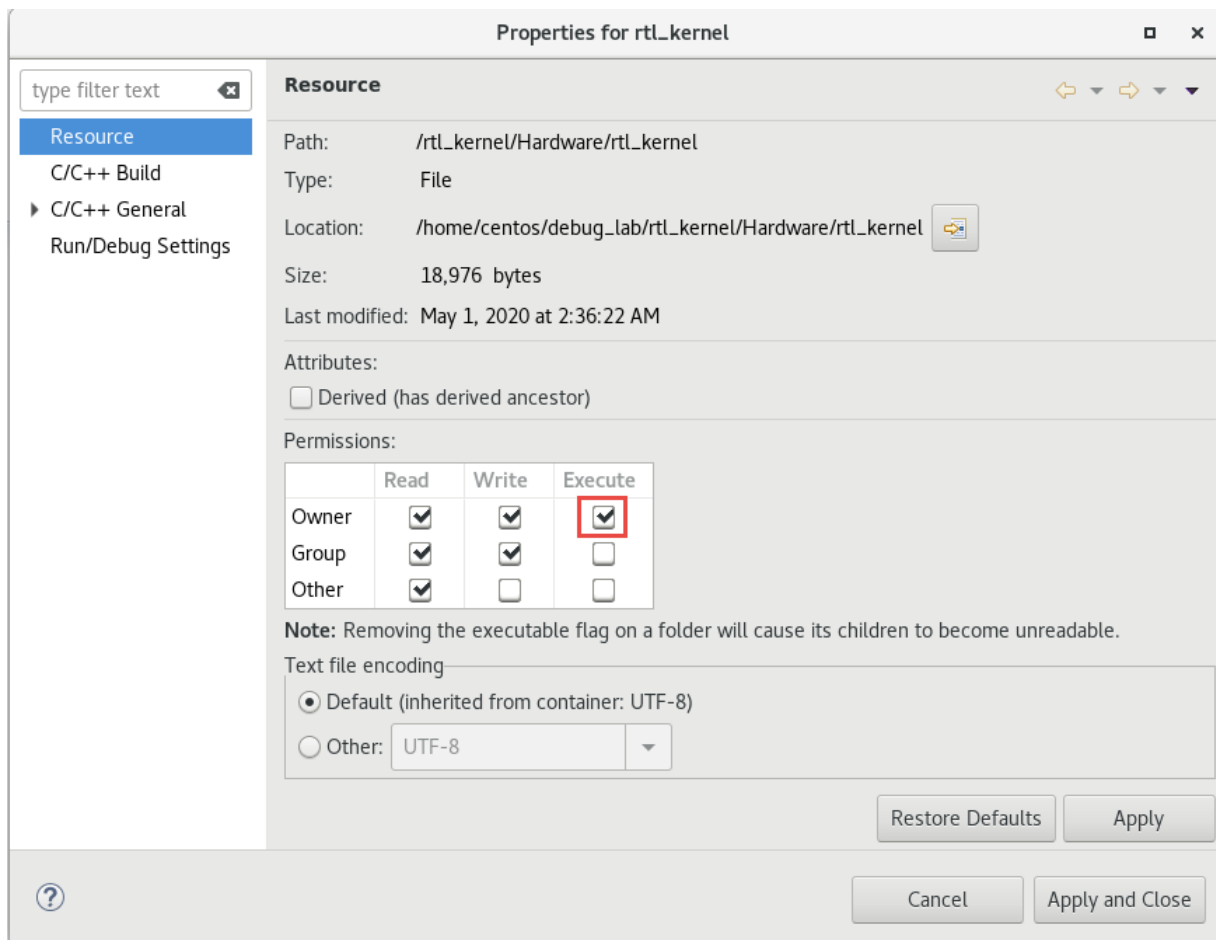 Properties for rtl_kernel
type filter text
Resource
C/C++ Build
C/C++ General
Run/Debug Settings
Resource
Path: /rtl_kernel/Hardware/rtl_kernel
Type: File
Location: /home/centos/debug_lab/rtl_kernel/Hardware/rtl_kernel
Size: 18,976 bytes
Last modified: May 1, 2020 at 2:36:22 AM
Attributes:
Derived (has derived ancestor)
Permissions:
Read Write Execute
Owner
Group
Other
Note: Removing the executable flag on a folder will cause its children to become unreadable.
Text file encoding
Default (inherited from container: UTF-8)
Other: UTF-8
Restore Defaults Apply
? Cancel Apply and Close